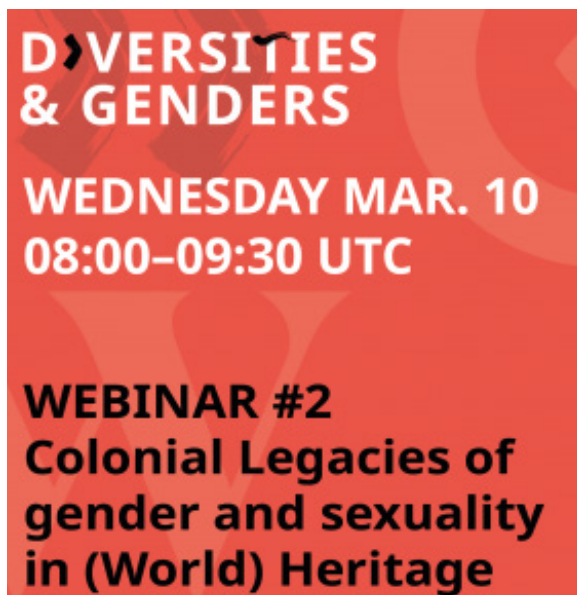 DIVERSITIES
& GENDERS
WEDNESDAY MAR. 10
08:00–09:30 UTC
WEBINAR #2
Colonial Legacies of
gender and sexuality
in (World) Heritage